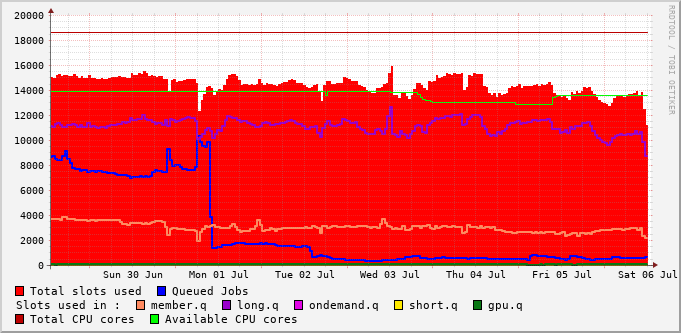 20000
18000
16000
14000
12000
10000
8000
6000
4000
2000
0
Sun 30 Jun Mon 01 Jul Tue 02 Jul Wed 03 Jul Thu 04 Jul Fri 05 Jul Sat 06 Jul
Total slots used Queued Jobs
Slots used in : member.q long.q ondemand.q short.q gpu.q
Total CPU cores Available CPU cores
RRDTOOL / TOBI OETIKER